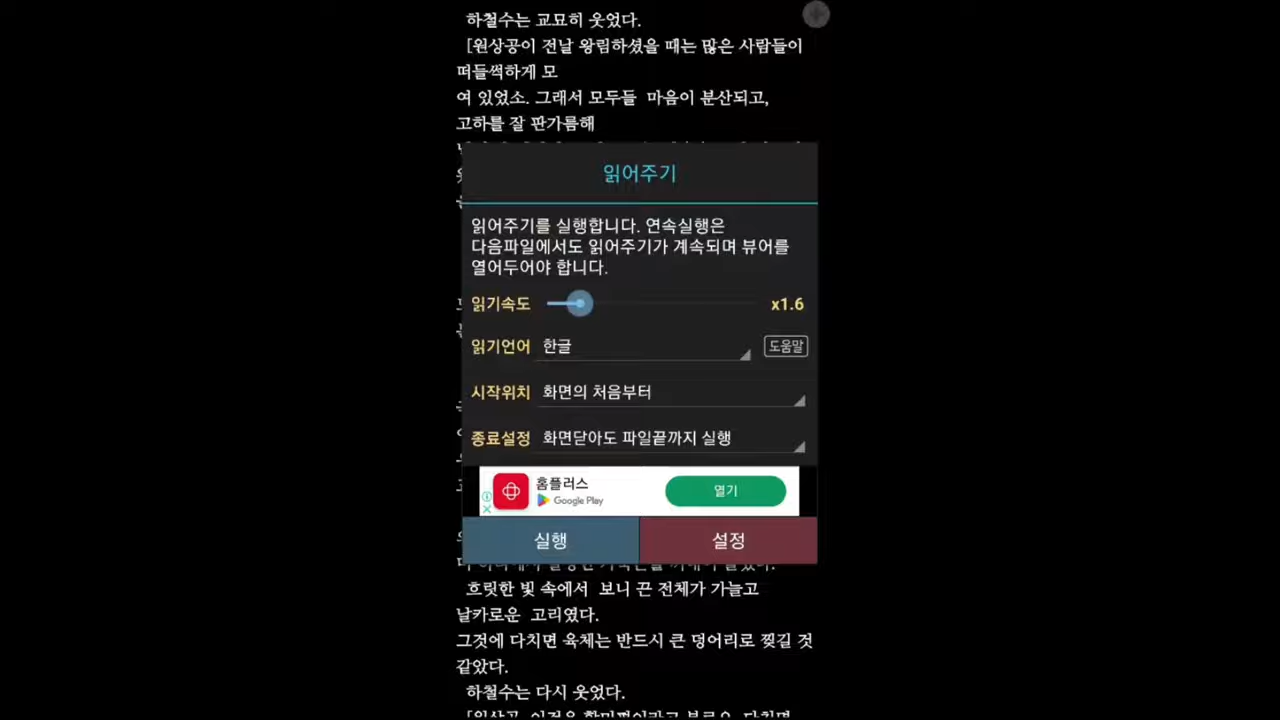 하철수는 교묘히 웃었다.
[원상공이 전날 왕림하셨을 때는 많은 사람들이
떠들썩하게 모
여 있었소. 그래서 모두들 마음이 분산되고,
고하를 잘 판가름해
읽어주기
읽어주기를 실행합니다. 연속실행은
다음파일에서도 읽어주기가 계속되며 뷰어를
열어두어야 합니다.
읽기속도 x1.6
읽기언어 한글 도움말
시작위치 화면의 처음부터
종료설정 화면닫아도 파일끝까지 실행
홈플러스
Google Play
열기
실행 설정
흐릿한 빛 속에서 보니 끈 전체가 가늘고
날카로운 고리였다.
그것에 다치면 육체는 반드시 큰 덩어리로 찢길 것
같았다.
하철수는 다시 웃었다.